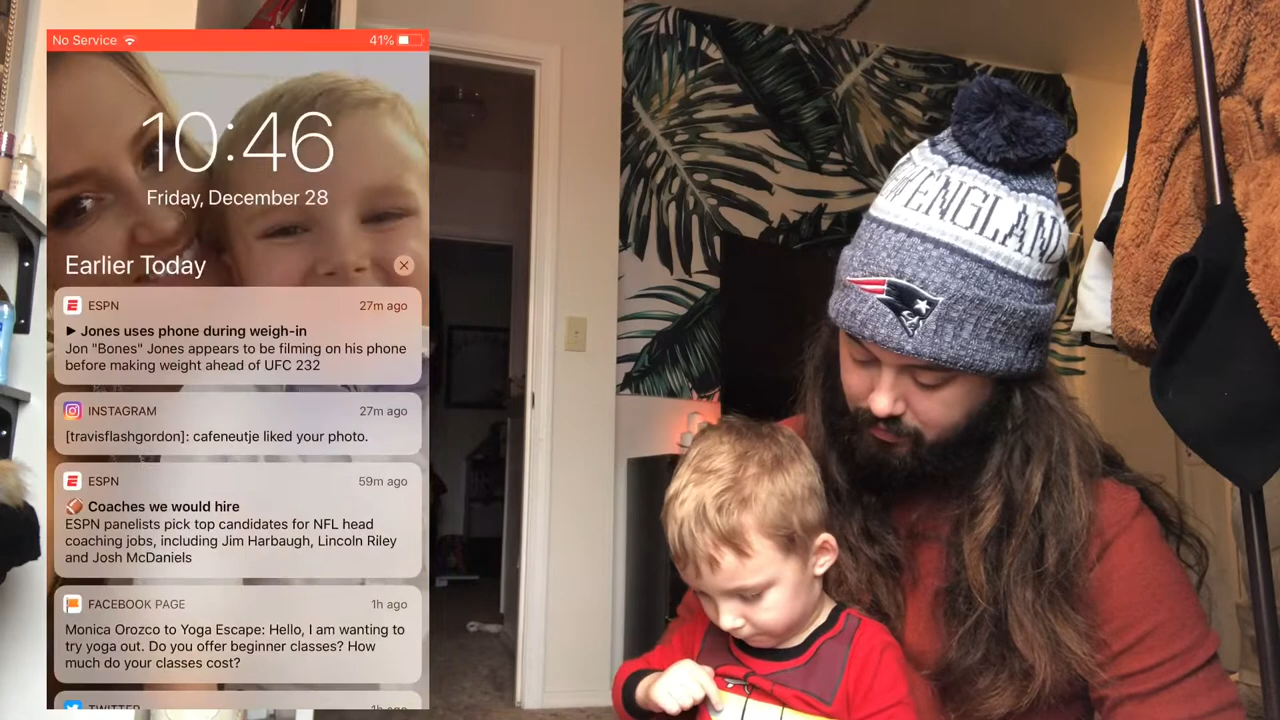 No Service
41%
10:46
Friday, December 28
Earlier Today
ESPN 27m ago
Jones uses phone during weigh-in
Jon "Bones" Jones appears to be filming on his phone
before making weight ahead of UFC 232
INSTAGRAM 27m ago
[travisflashgordon]: cafeneutje liked your photo.
ESPN 59m ago
Coaches we would hire
ESPN panelists pick top candidates for NFL head
coaching jobs, including Jim Harbaugh, Lincoln Riley
and Josh McDaniels
FACEBOOK PAGE 1h ago
Monica Orozco to Yoga Escape: Hello, I am wanting to
try yoga out. Do you offer beginner classes? How
much do your classes cost?
TWITTER 1h ago
ENGLAND